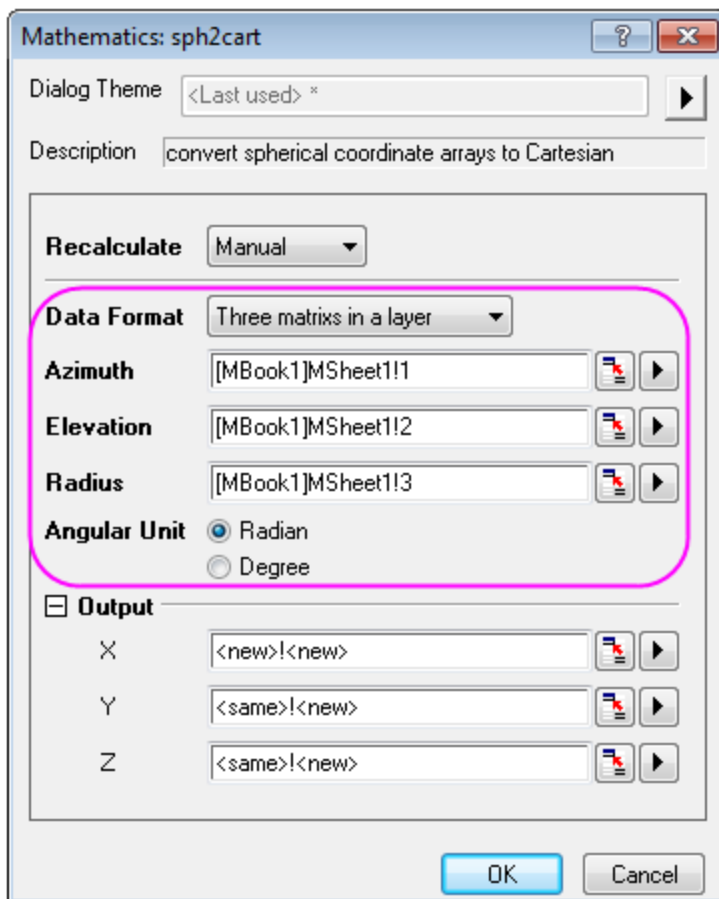 Mathematics: sph2cart
Dialog Theme <Last used> *
Description convert spherical coordinate arrays to Cartesian
Recalculate Manual
Data Format Three matrixs in a layer
Azimuth [MBook1]MSheet1!1
Elevation [MBook1]MSheet1!2
Radius [MBook1]MSheet1!3
Angular Unit Radian
Degree
Output
X <new>!<new>
Y <same>!<new>
Z <same>!<new>
OK Cancel